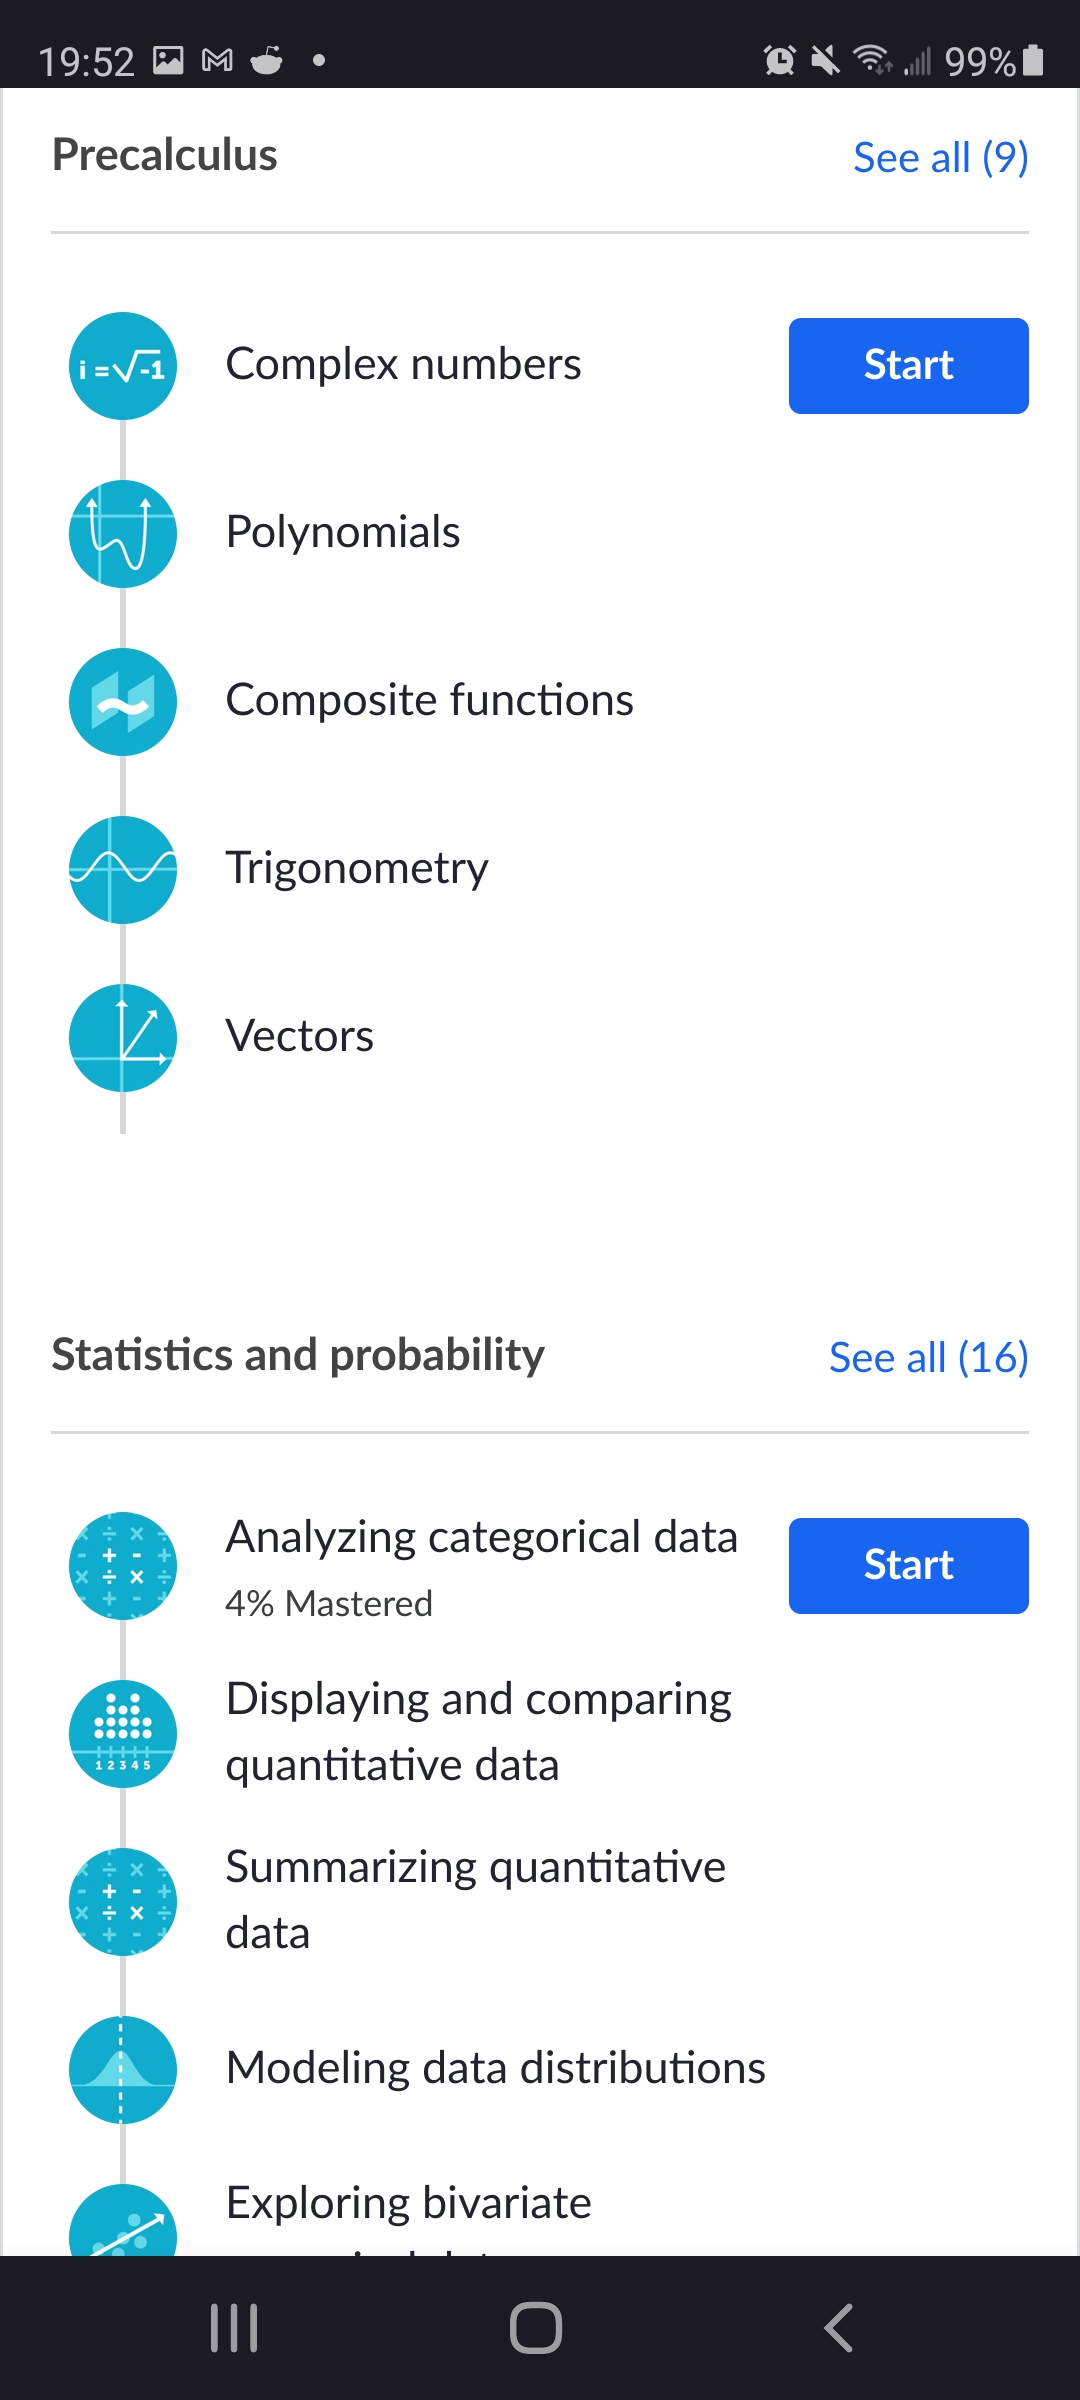 19:52
99%
Precalculus
See all (9)
i = √-1
Complex numbers
Start
Polynomials
Composite functions
Trigonometry
Vectors
Statistics and probability
See all (16)
Analyzing categorical data
Start
4% Mastered
Displaying and comparing
quantitative data
1 2 3 4 5
Summarizing quantitative
data
Modeling data distributions
Exploring bivariate